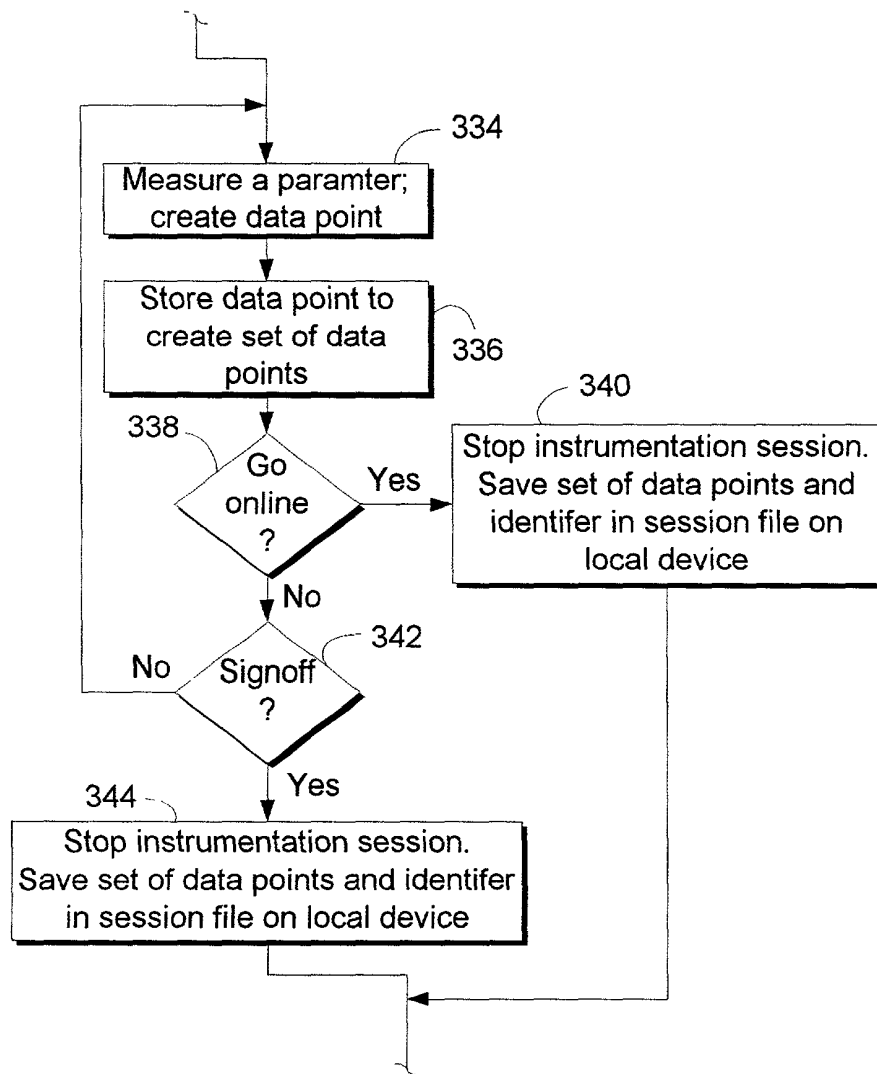 334
Measure a paramter;
create data point
Store data point to
create set of data
points
336
338
Go
online
?
Yes
340
Stop instrumentation session.
Save set of data points and
identifer in session file on
local device
No
342
No
Signoff
?
Yes
344
Stop instrumentation session.
Save set of data points and identifer
in session file on local device